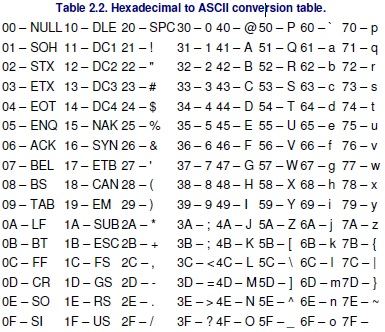 Table 2.2. Hexadecimal to ASCII conversion table.
00 – NULL 10 – DLE 20 – SPC 30 – 0 40 – @ 50 – P 60 – ` 70 – p
01 – SOH 11 – DC1 21 – ! 31 – 1 41 – A 51 – Q 61 – a 71 – q
02 – STX 12 – DC2 22 – " 32 – 2 42 – B 52 – R 62 – b 72 – r
03 – ETX 13 – DC3 23 – # 33 – 3 43 – C 53 – S 63 – c 73 – s
04 – EOT 14 – DC4 24 – $ 34 – 4 44 – D 54 – T 64 – d 74 – t
05 – ENQ 15 – NAK 25 – % 35 – 5 45 – E 55 – U 65 – e 75 – u
06 – ACK 16 – SYN 26 – & 36 – 6 46 – F 56 – V 66 – f 76 – v
07 – BEL 17 – ETB 27 – ' 37 – 7 47 – G 57 – W 67 – g 77 – w
08 – BS 18 – CAN 28 – ( 38 – 8 48 – H 58 – X 68 – h 78 – x
09 – TAB 19 – EM 29 – ) 39 – 9 49 – I 59 – Y 69 – i 79 – y
0A – LF 1A – SUB 2A – * 3A – ; 4A – J 5A – Z 6A – j 7A – z
0B – BT 1B – ESC 2B – + 3B – ; 4B – K 5B – [ 6B – k 7B – {
0C – FF 1C – FS 2C – , 3C – < 4C – L 5C – \ 6C – l 7C – |
0D – CR 1D – GS 2D – - 3D – = 4D – M 5D – ] 6D – m 7D – }
0E – SO 1E – RS 2E – . 3E – > 4E – N 5E – ^ 6E – n 7E – ~
0F – SI 1F – US 2F – / 3F – ? 4F – O 5F – _ 6F – o 7F –